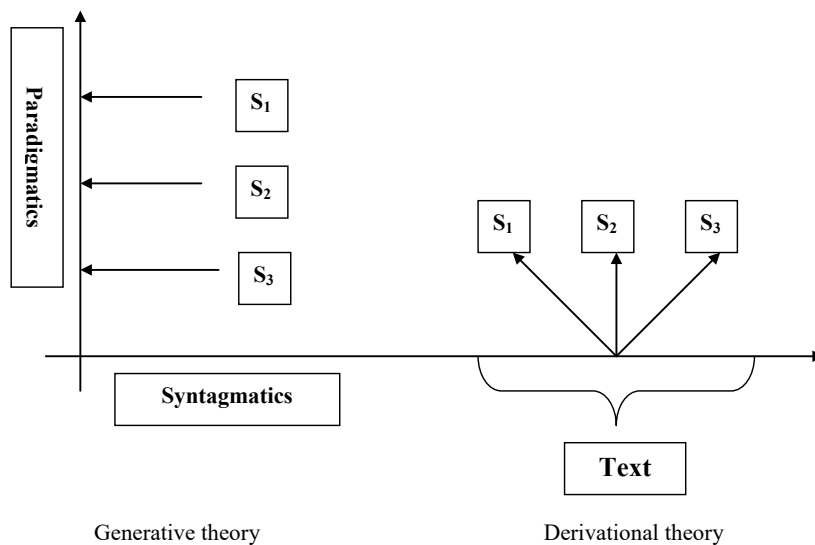 Paradigmatics
S₁
S₂
S₃
S₁ S₂ S₃
Syntagmatics
Text
Generative theory Derivational theory